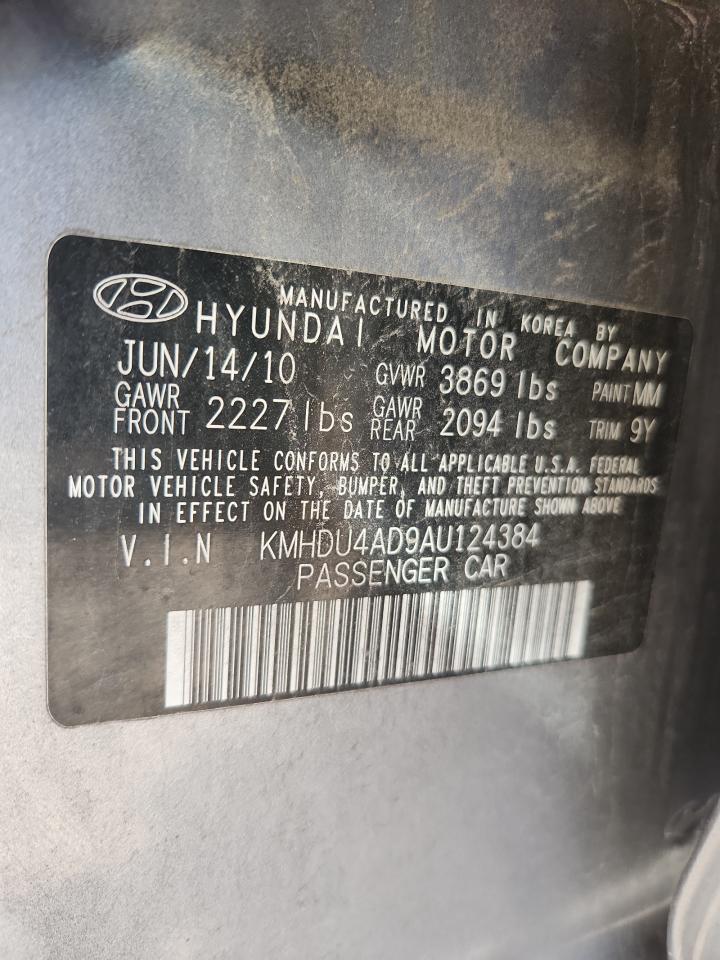 MANUFACTURED IN KOREA BY
HYUNDAI MOTOR COMPANY
JUN/14/10 GVWR 3869 lbs PAINT MM
GAWR FRONT 2227 lbs GAWR REAR 2094 lbs TRIM 9Y
THIS VEHICLE CONFORMS TO ALL APPLICABLE U.S.A. FEDERAL
MOTOR VEHICLE SAFETY, BUMPER, AND THEFT PREVENTION STANDARDS
IN EFFECT ON THE DATE OF MANUFACTURE SHOWN ABOVE
V.I.N KMHDU4AD9AU124384
PASSENGER CAR